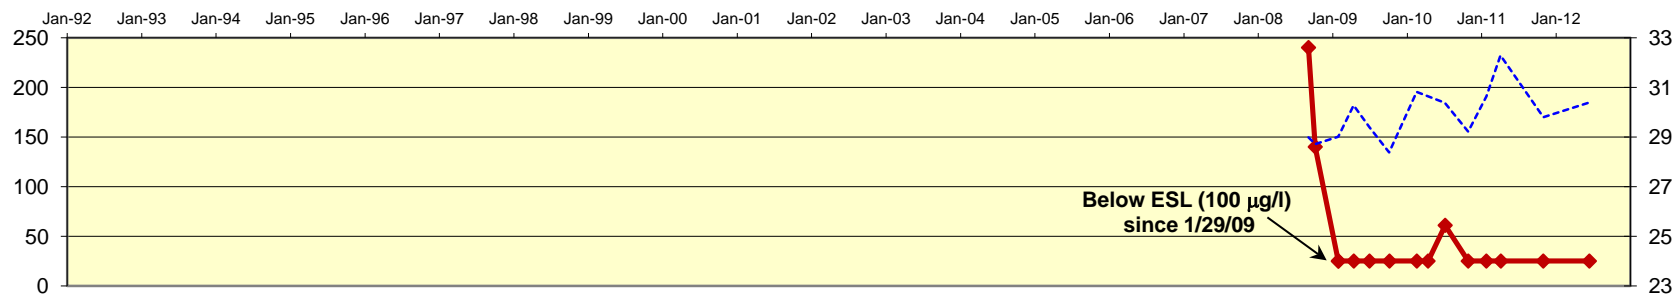 Jan-92 Jan-93 Jan-94 Jan-95 Jan-96 Jan-97 Jan-98 Jan-99 Jan-00 Jan-01 Jan-02 Jan-03 Jan-04 Jan-05 Jan-06 Jan-07 Jan-08 Jan-09 Jan-10 Jan-11 Jan-12
250 33
200 31
150 29
100 27
Below ESL (100 µg/l)
since 1/29/09
50 25
0 23